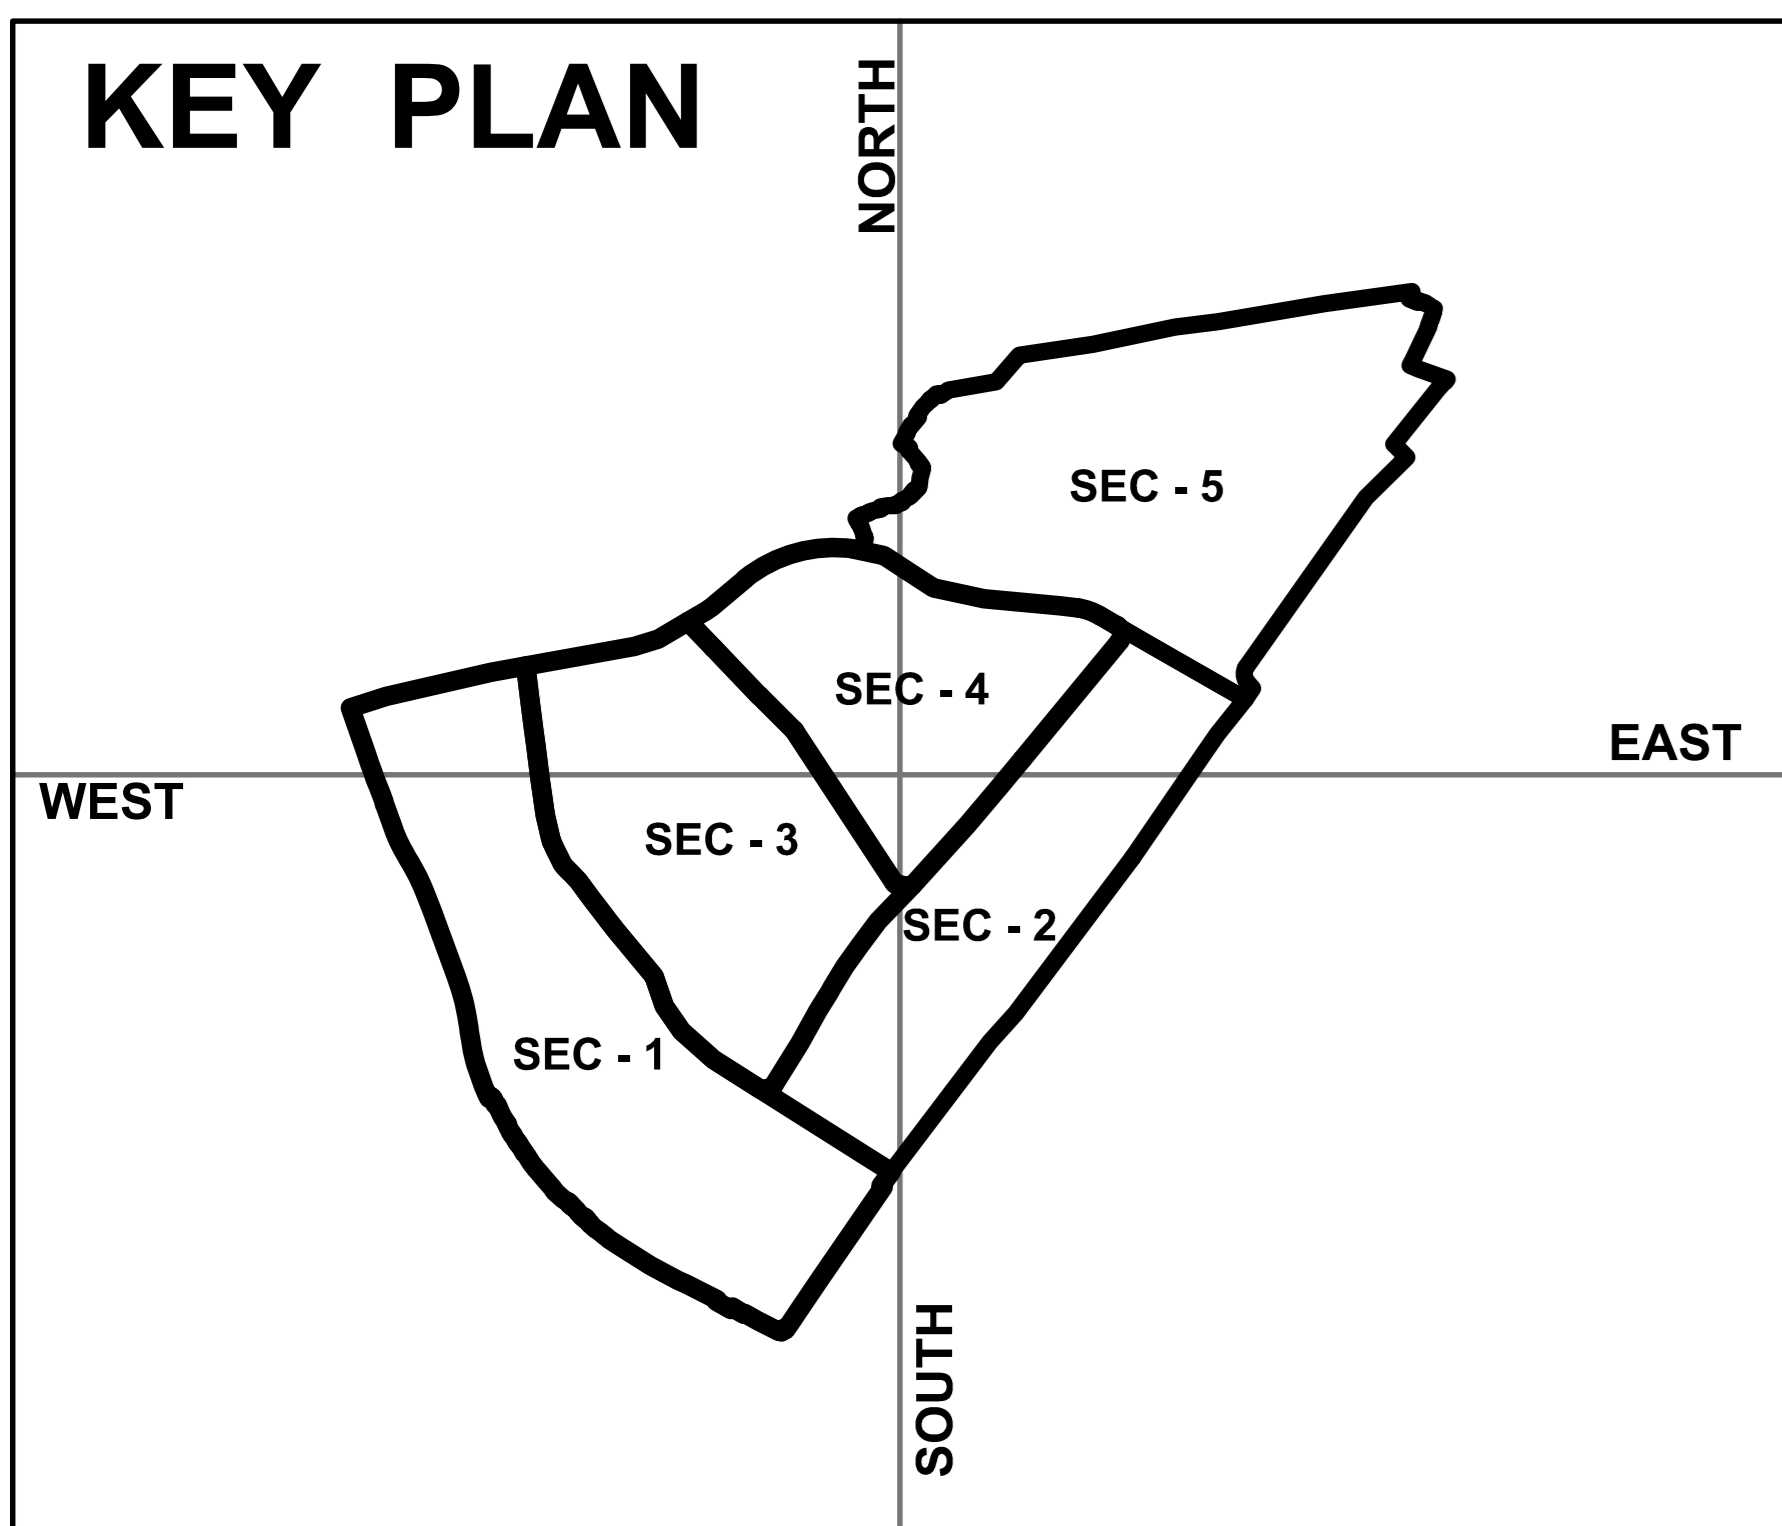 KEY PLAN
NORTH
SEC - 5
SEC - 4
EAST
WEST
SEC - 3
SEC - 2
SEC - 1
SOUTH